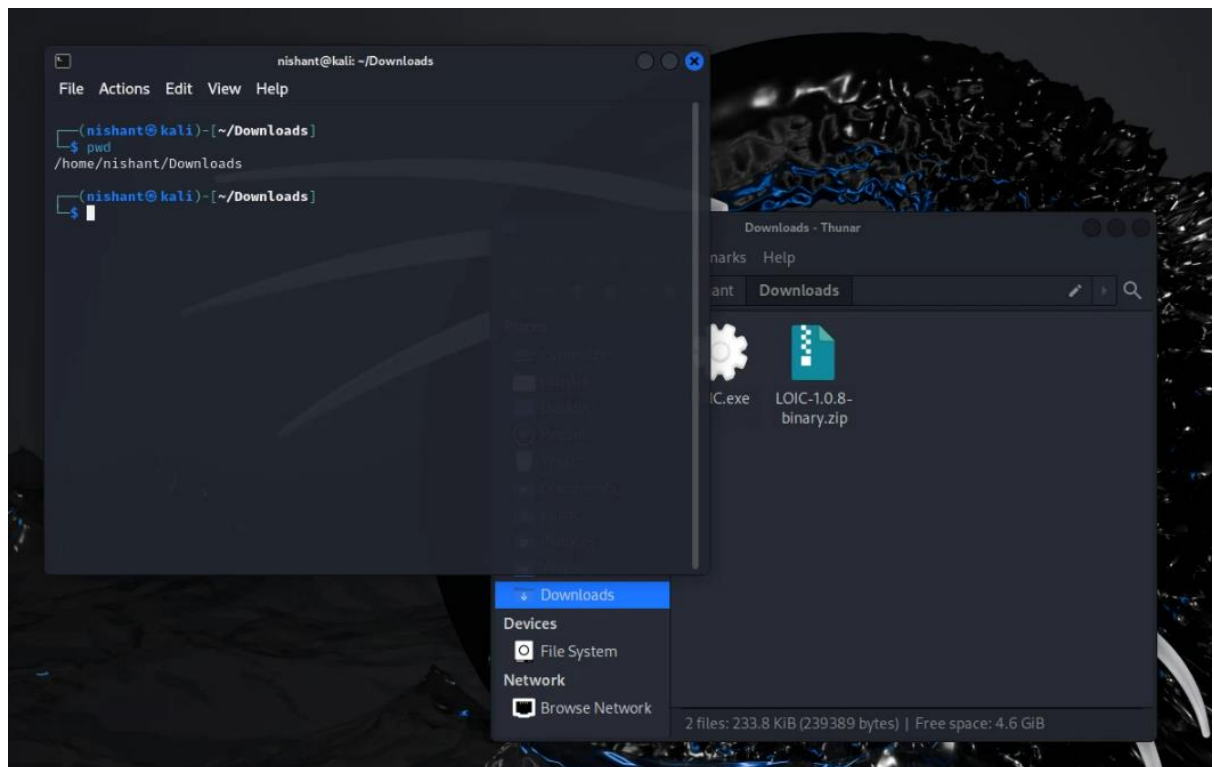 nishant@kali: ~/Downloads
File Actions Edit View Help
┌──(nishant㉿kali)-[~/Downloads]
└─$ pwd
/home/nishant/Downloads
┌──(nishant㉿kali)-[~/Downloads]
└─$
Downloads - Thunar
marks Help
ant Downloads
IC.exe LOIC-1.0.8-
binary.zip
Downloads
Devices
File System
Network
Browse Network
2 files: 233.8 KiB (239389 bytes) | Free space: 4.6 GiB